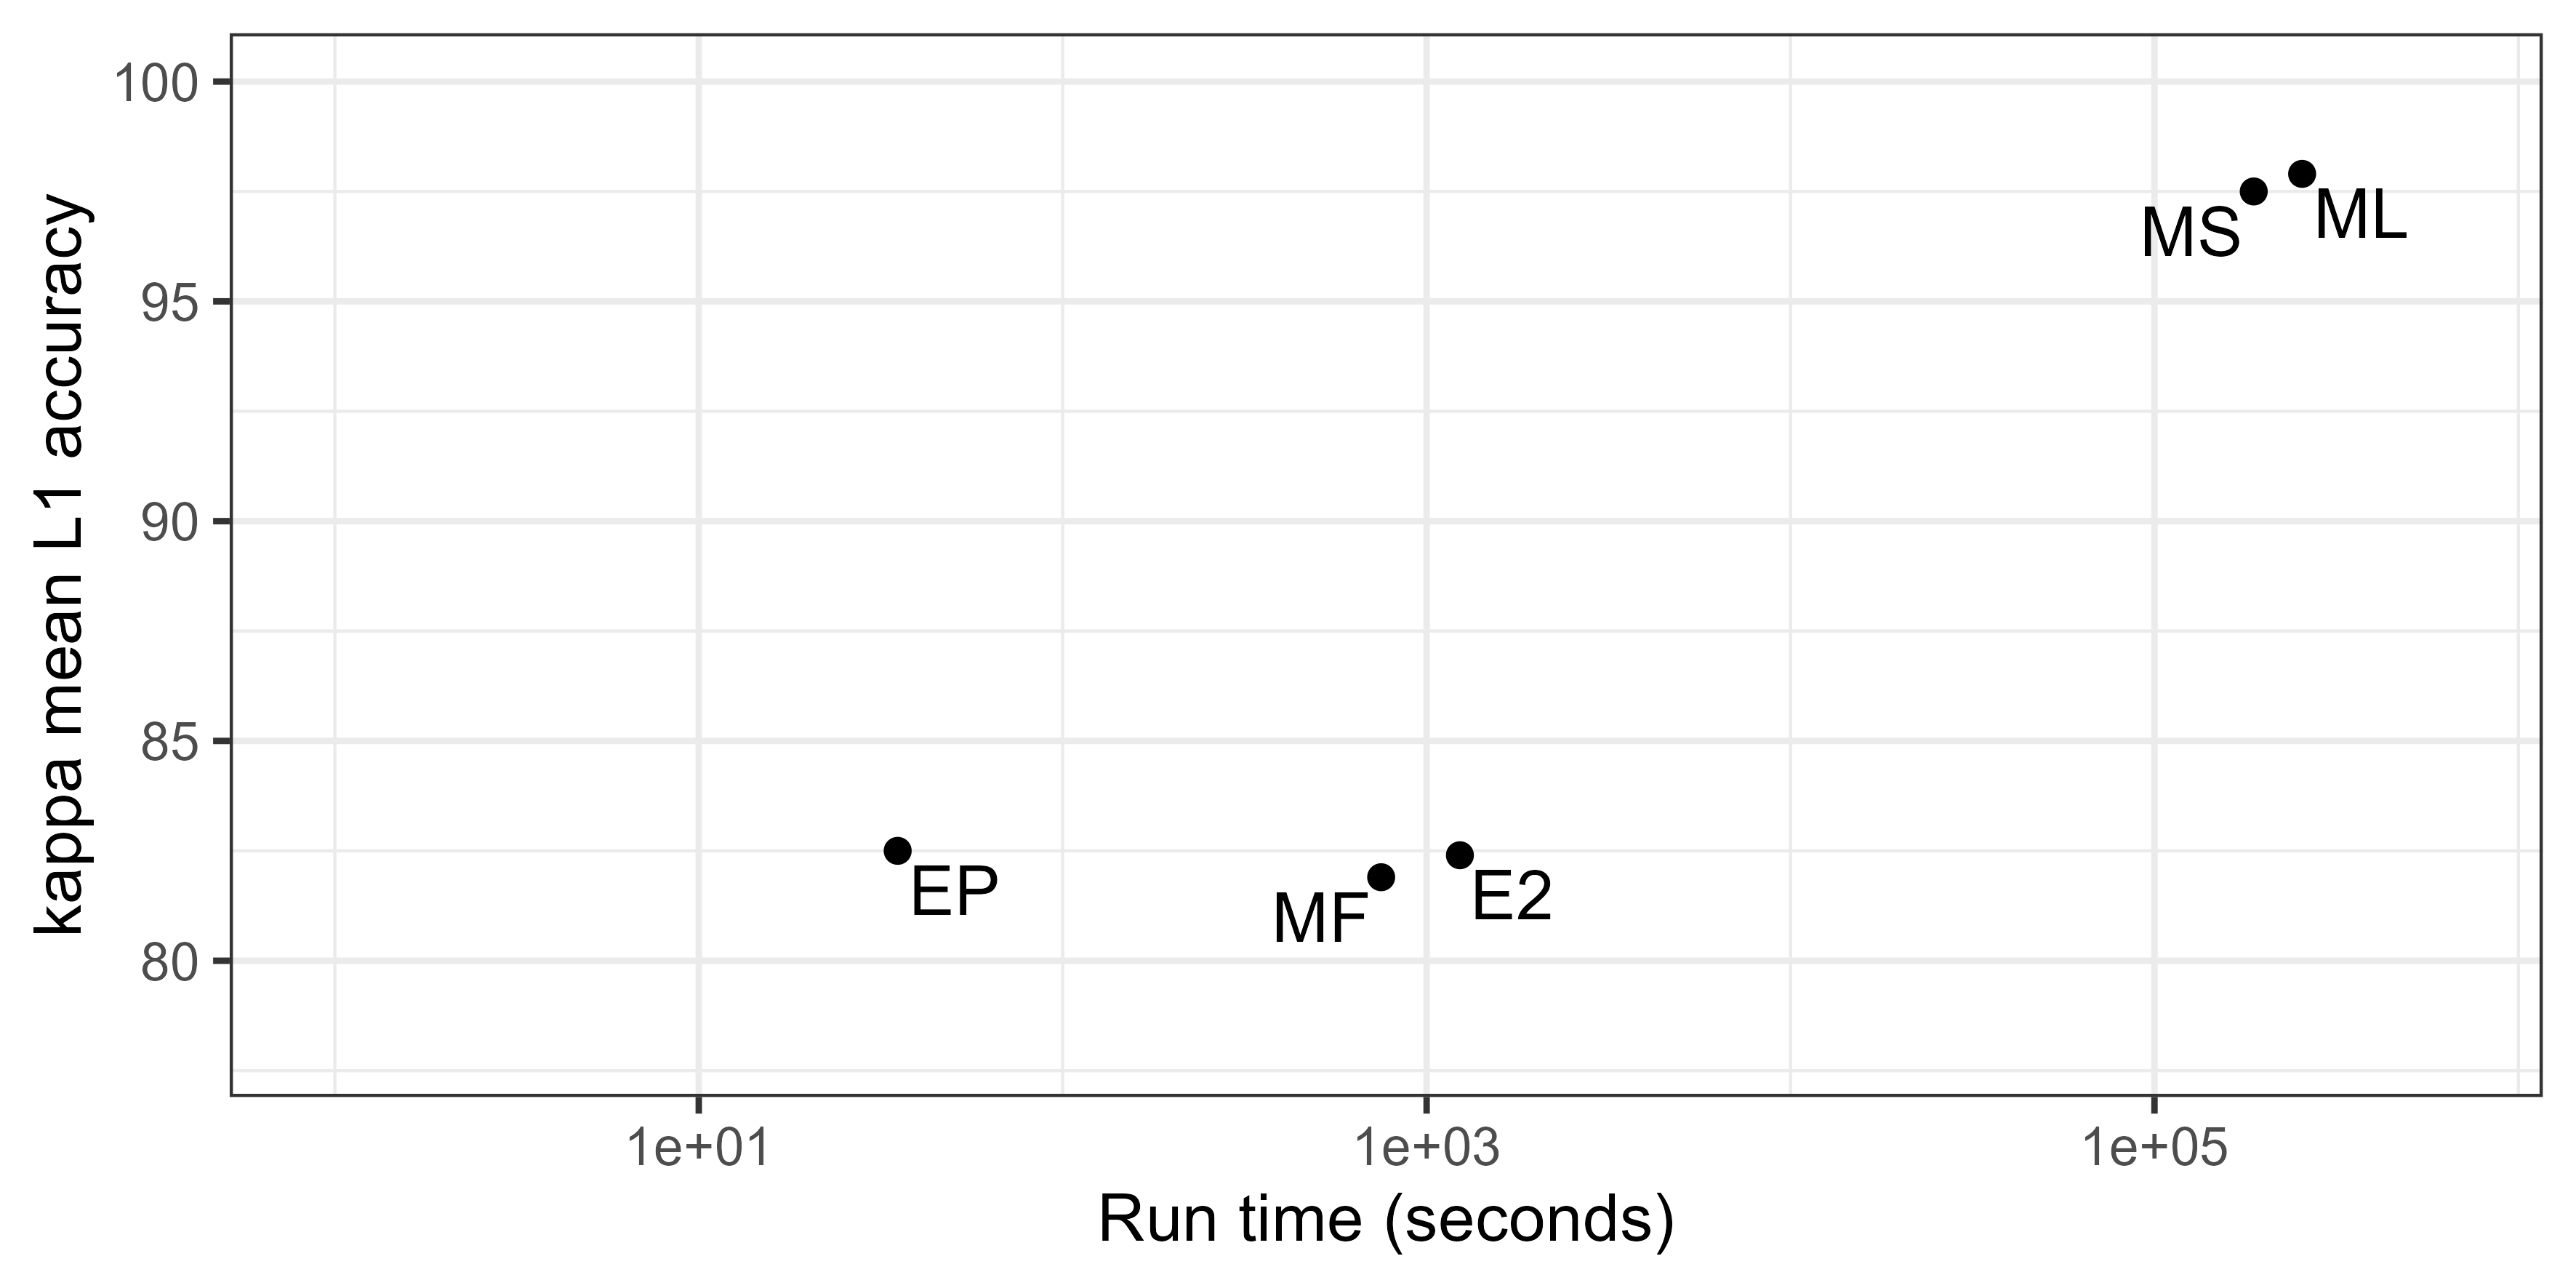 kappa mean L1 accuracy
100
95
90
85
80
MS
ML
EP
MF
E2
1e+01
1e+03
1e+05
Run time (seconds)